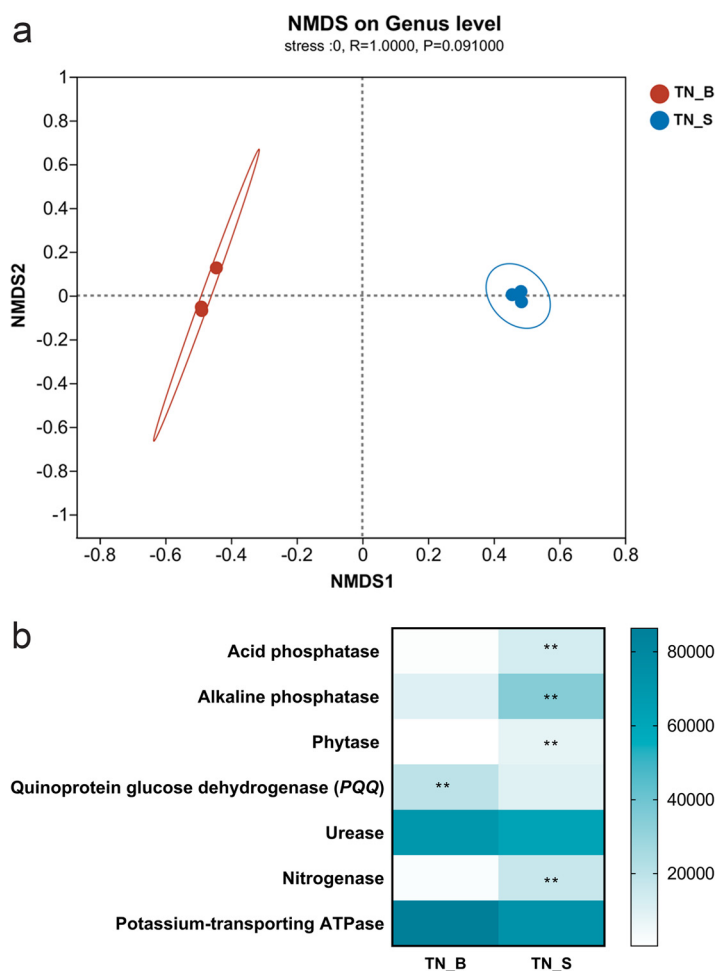 a
NMDS on Genus level
stress :0, R=1.0000, P=0.091000
1
0.8
0.6
0.4
0.2
0
-0.2
-0.4
-0.6
-0.8
-1
NMDS2
-0.8 -0.6 -0.4 -0.2 0 0.2 0.4 0.6 0.8
NMDS1
TN_B
TN_S
b
Acid phosphatase **
Alkaline phosphatase **
Phytase **
Quinoprotein glucose dehydrogenase (PQQ) **
Urease
Nitrogenase **
Potassium-transporting ATPase
TN_B TN_S
80000
60000
40000
20000